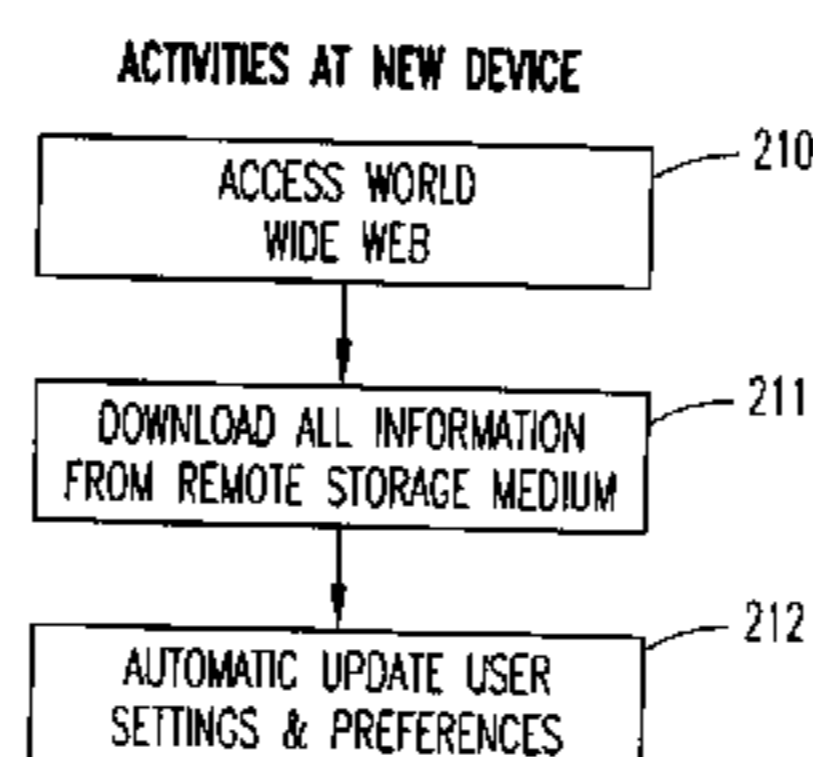 ACTIVITIES AT NEW DEVICE
ACCESS WORLD
WIDE WEB
210
DOWNLOAD ALL INFORMATION
FROM REMOTE STORAGE MEDIUM
211
AUTOMATIC UPDATE USER
SETTINGS & PREFERENCES
212